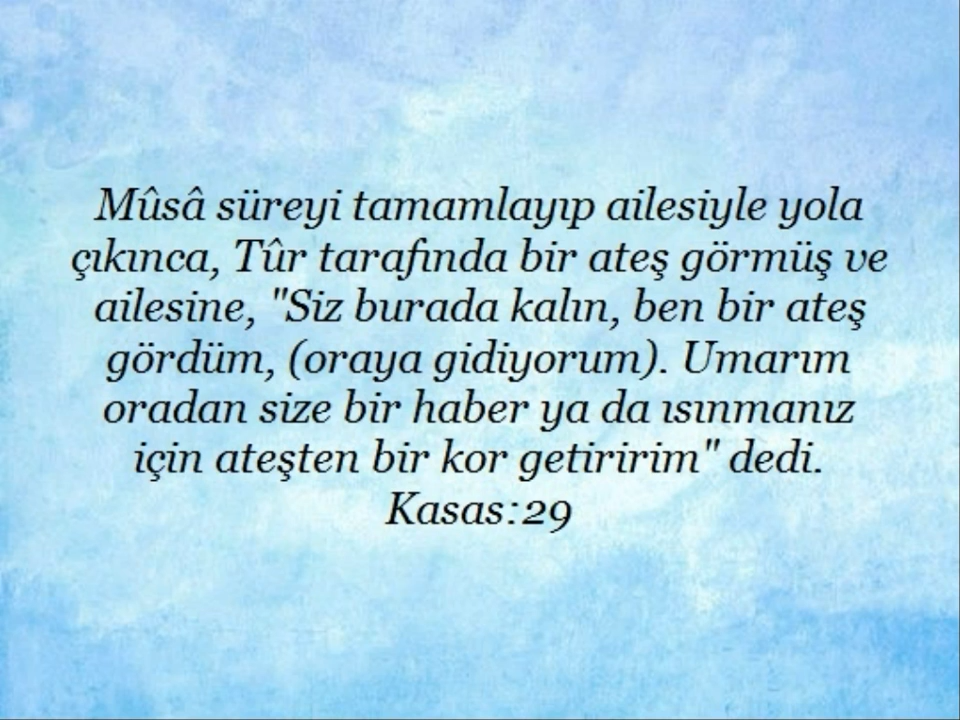 Mûsâ süreyi tamamlayıp ailesiyle yola
çıkınca, Tûr tarafında bir ateş görmüş ve
ailesine, "Siz burada kalın, ben bir ateş
gördüm, (oraya gidiyorum). Umarım
oradan size bir haber ya da ısınmanız
için ateşten bir kor getiririm" dedi.
Kasas:29